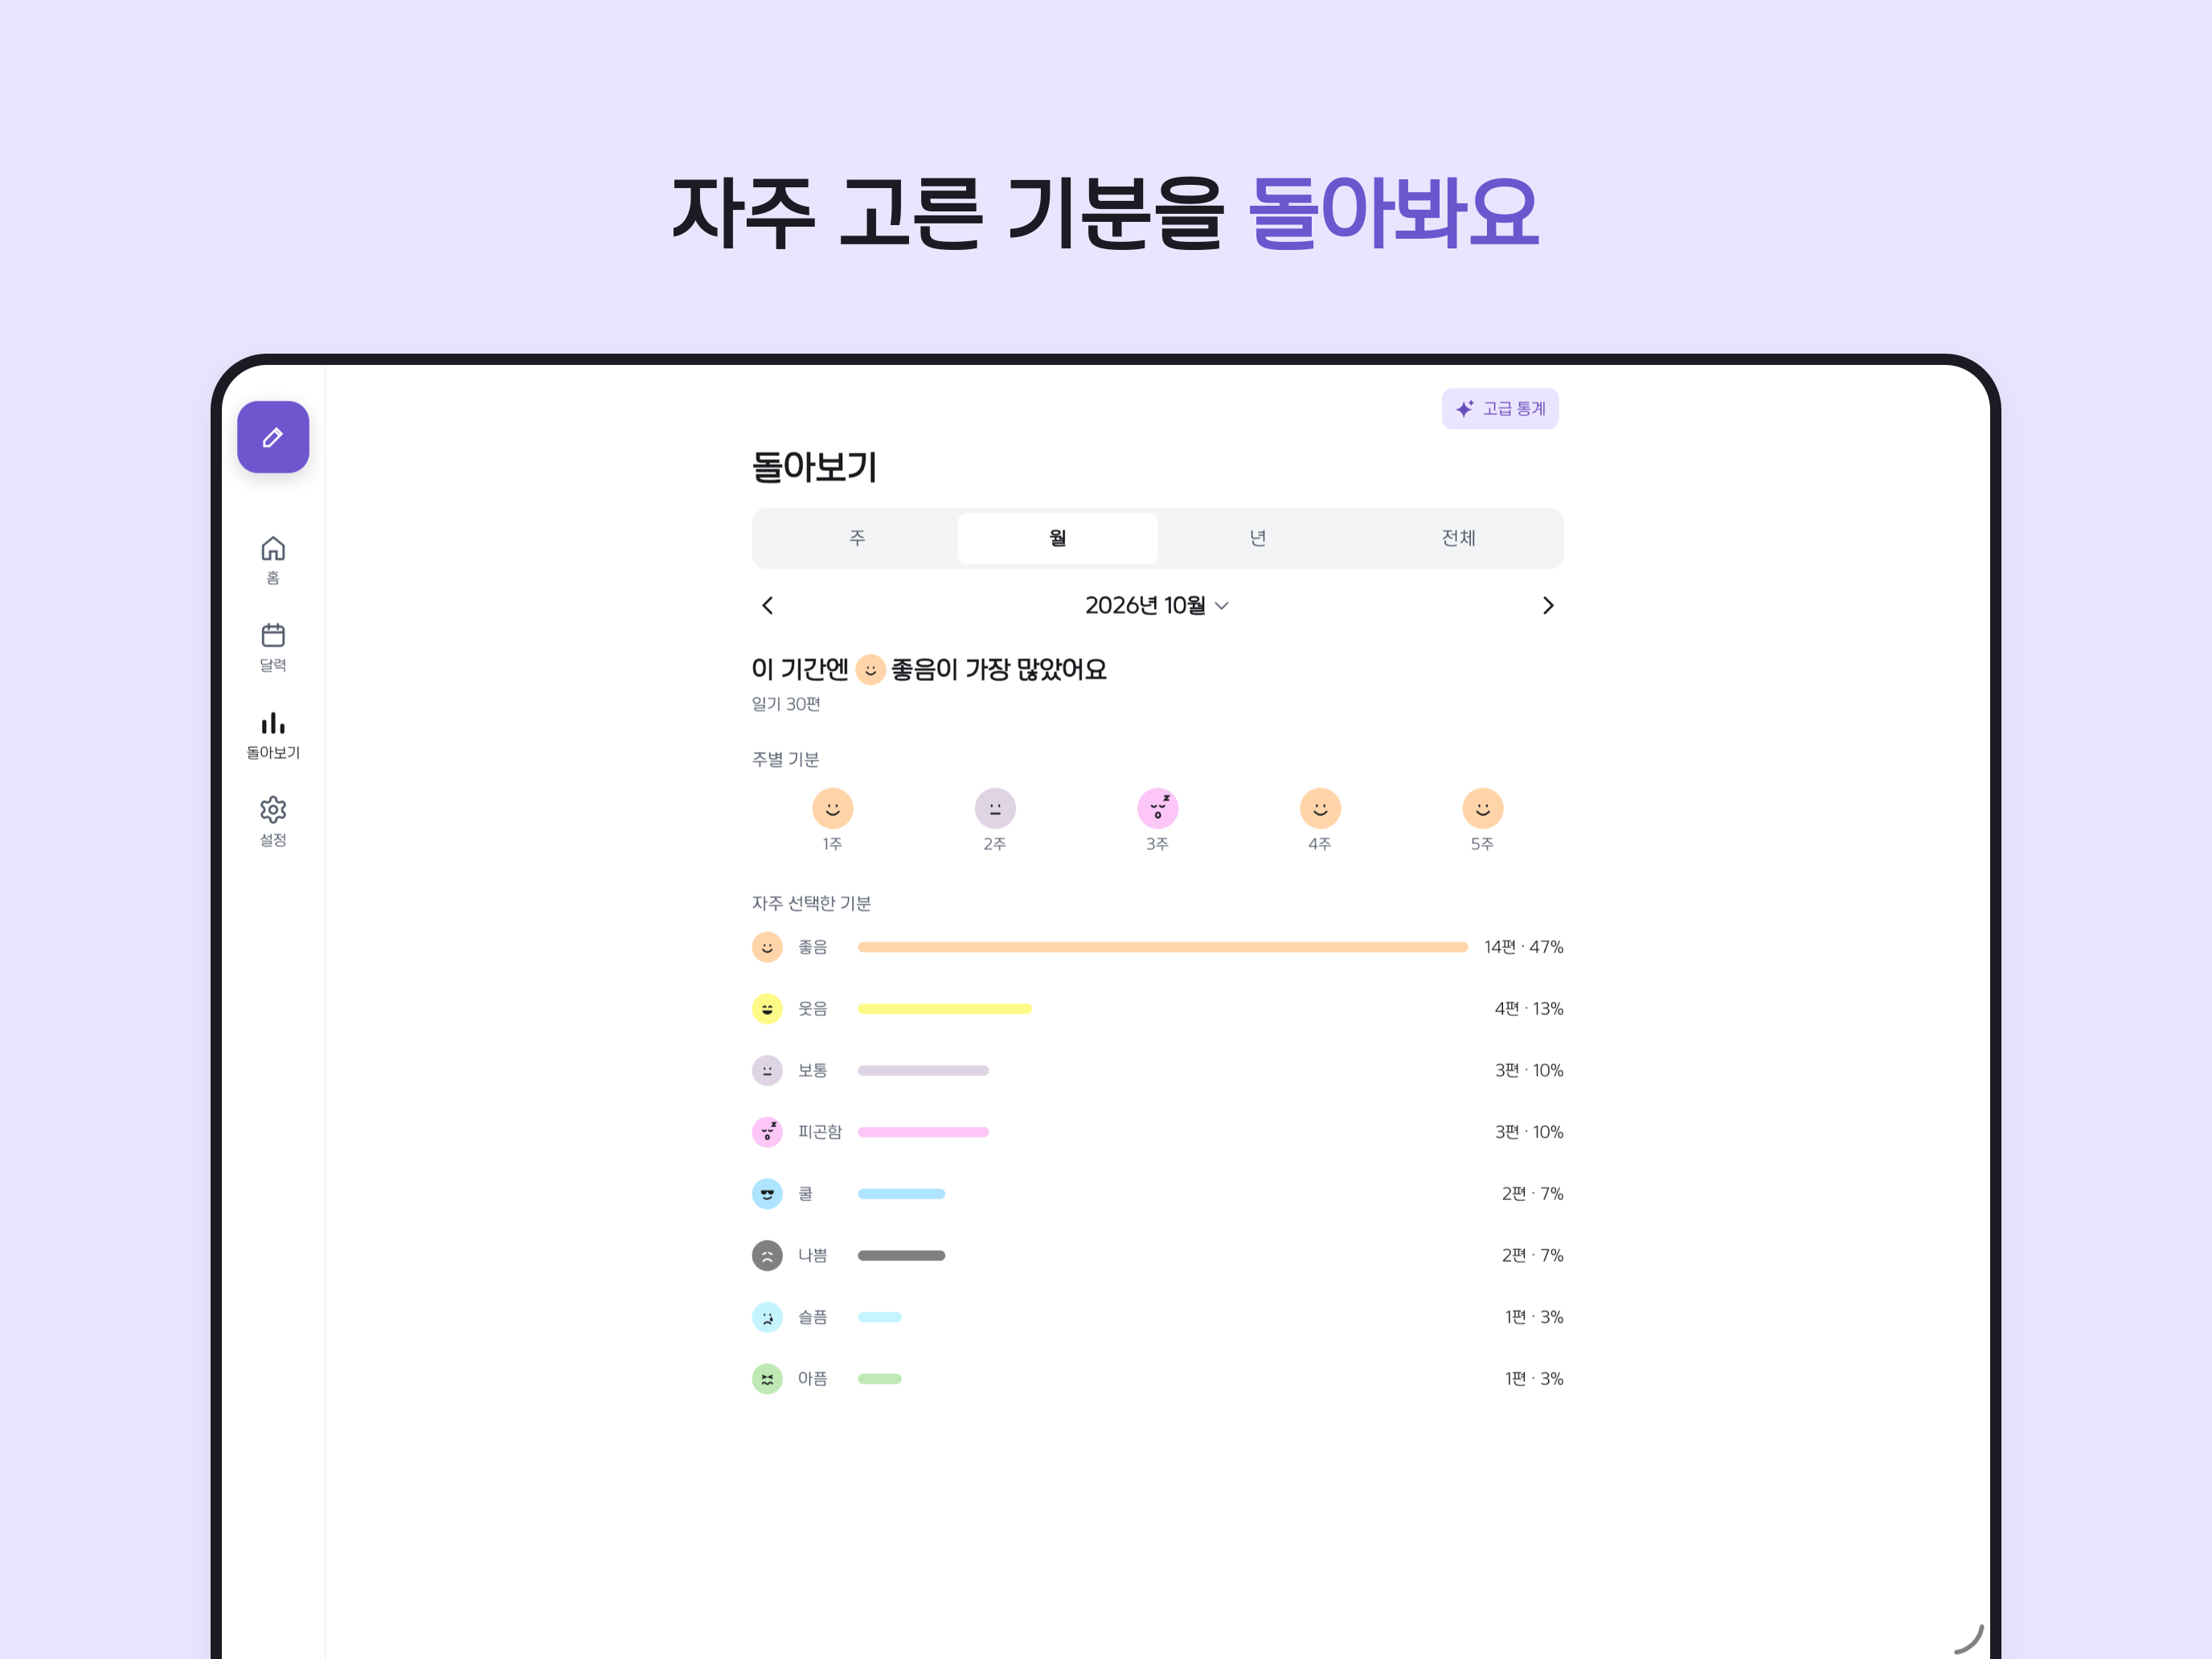 자주 고른 기분을 돌아봐요
고급 통계
홈
달력
돌아보기
설정
돌아보기
주 월 년 전체
2026년 10월
이 기간엔 좋음이 가장 많았어요
일기 30편
주별 기분
1주 2주 3주 4주 5주
자주 선택한 기분
좋음 14편 · 47%
웃음 4편 · 13%
보통 3편 · 10%
피곤함 3편 · 10%
쿨 2편 · 7%
나쁨 2편 · 7%
슬픔 1편 · 3%
아픔 1편 · 3%